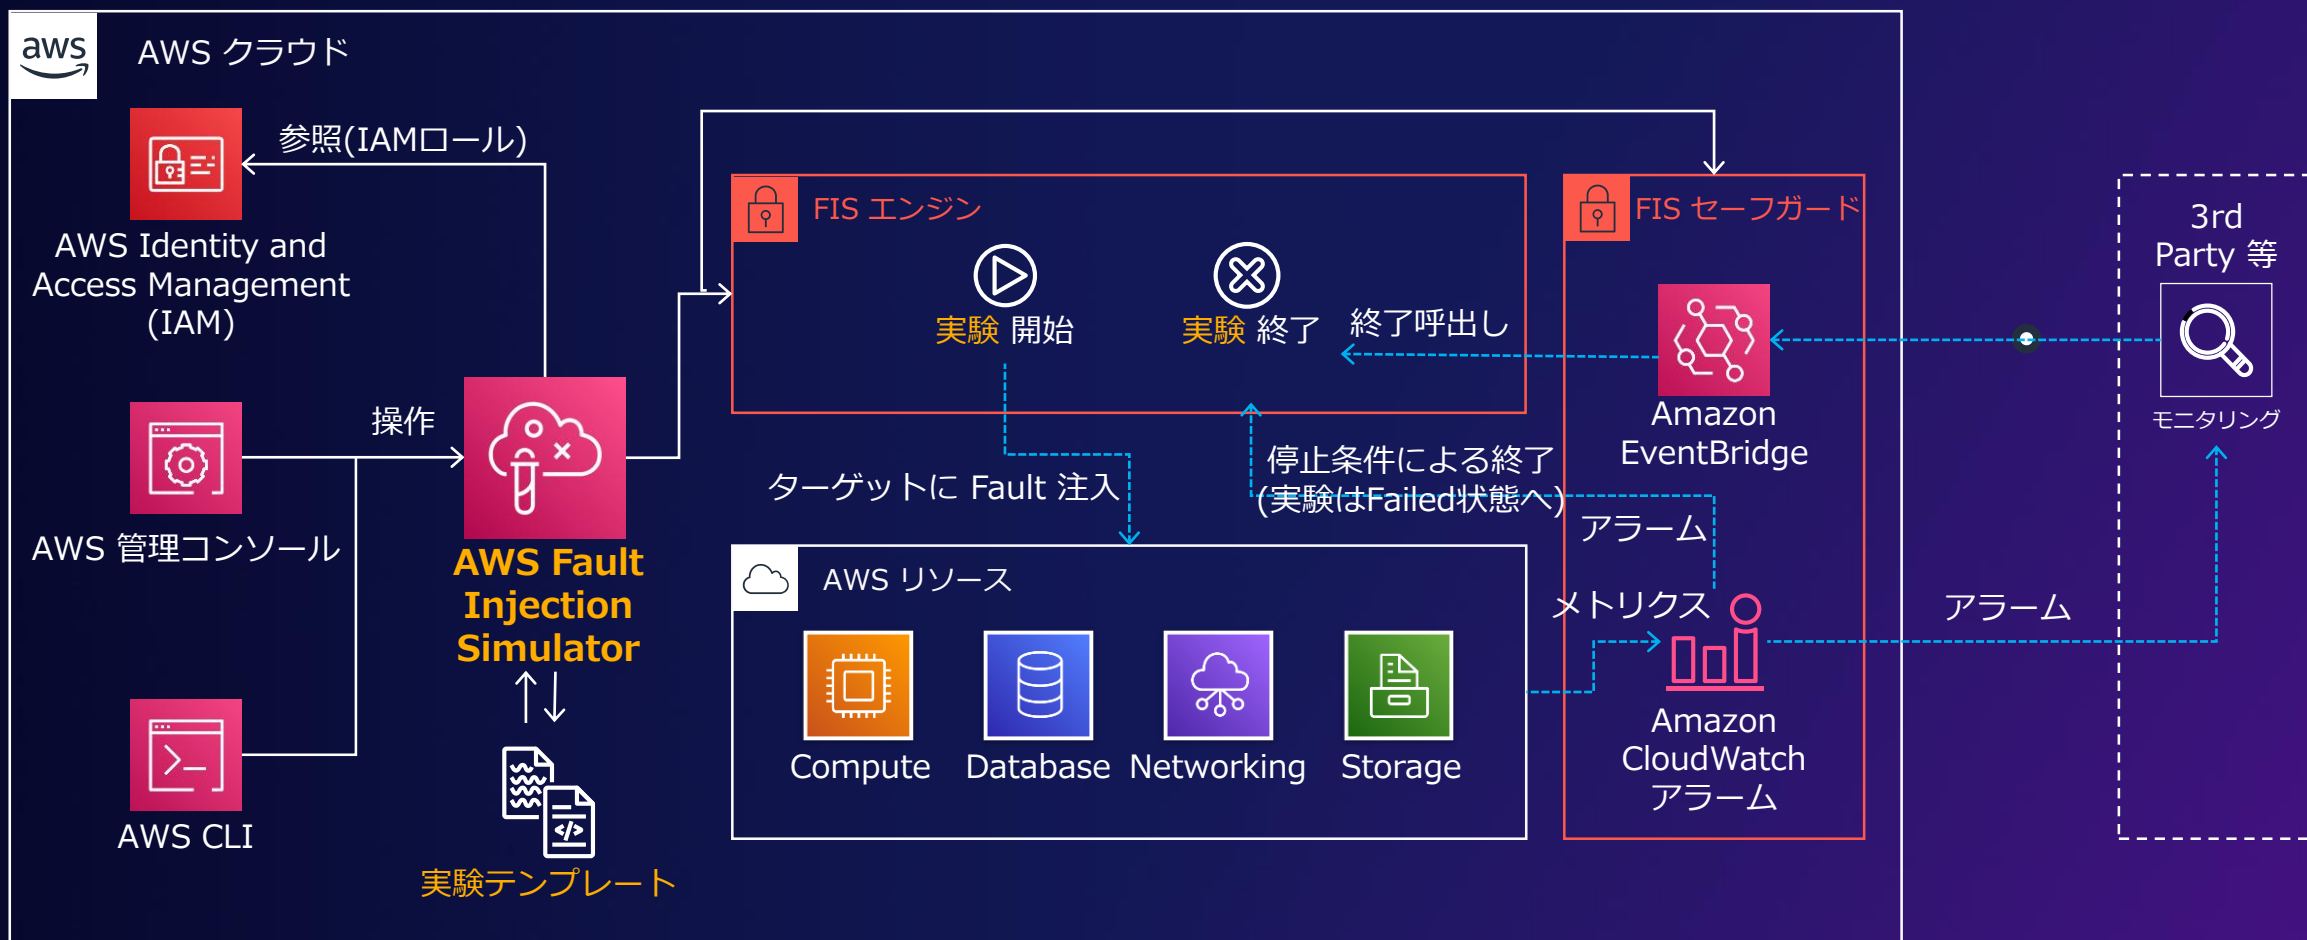 aws
AWS クラウド
参照(IAMロール)
AWS Identity and
Access Management
(IAM)
操作
AWS 管理コンソール
AWS CLI
AWS Fault
Injection
Simulator
</>
実験テンプレート
FIS エンジン
実験 開始
実験 終了
終了呼出し
ターゲットに Fault 注入
停止条件による終了
(実験はFailed状態へ)
AWS リソース
Compute
Database
Networking
Storage
FIS セーフガード
Amazon
EventBridge
アラーム
メトリクス
Amazon
CloudWatch
アラーム
アラーム
3rd
Party 等
モニタリング